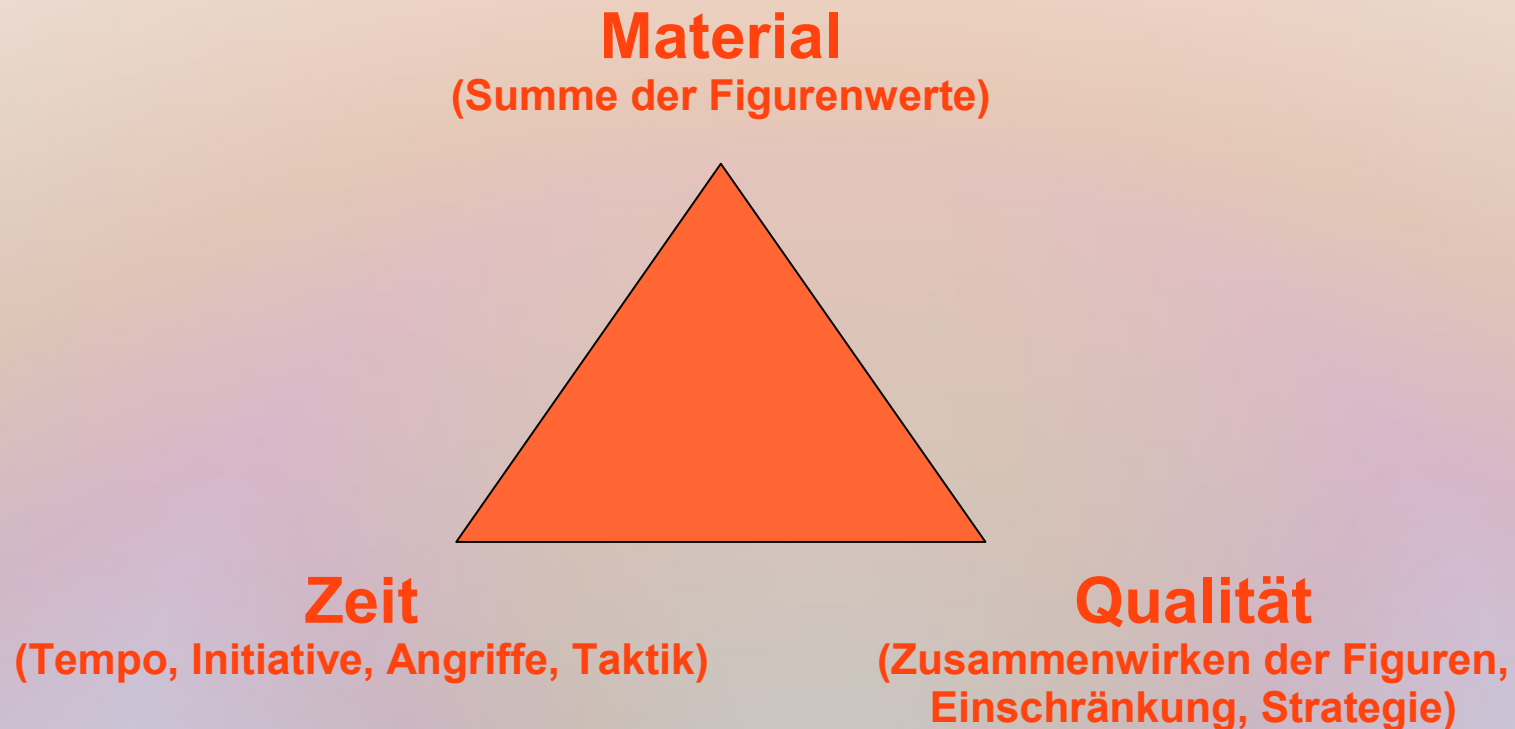 Material
(Summe der Figurenwerte)
Zeit
(Tempo, Initiative, Angriffe, Taktik)
Qualität
(Zusammenwirken der Figuren,
Einschränkung, Strategie)